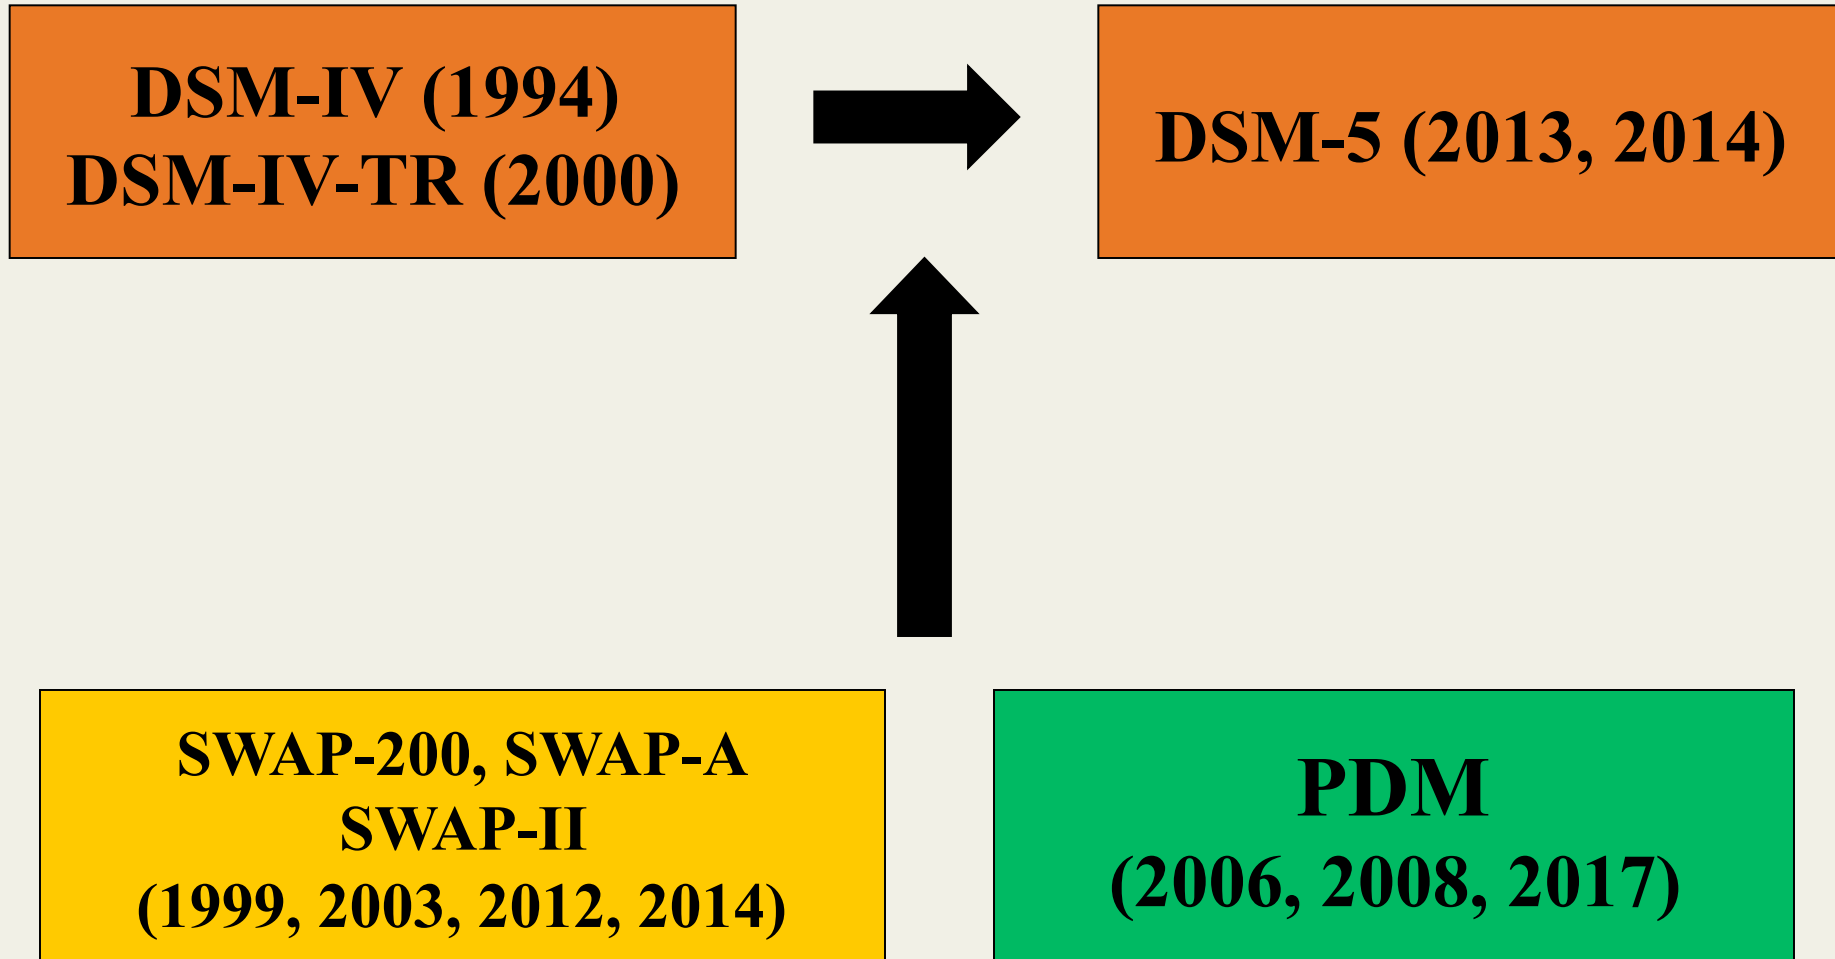 DSM-IV (1994)
DSM-IV-TR (2000)
DSM-5 (2013, 2014)
SWAP-200, SWAP-A
SWAP-II
(1999, 2003, 2012, 2014)
PDM
(2006, 2008, 2017)